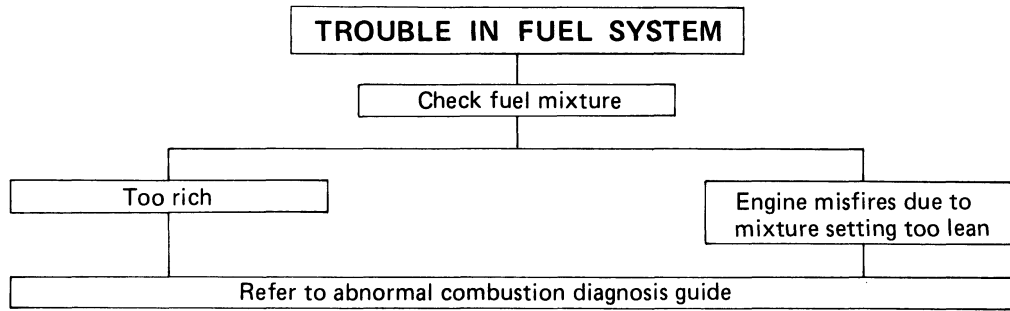 TROUBLE IN FUEL SYSTEM
Check fuel mixture
Too rich
Engine misfires due to
mixture setting too lean
Refer to abnormal combustion diagnosis guide